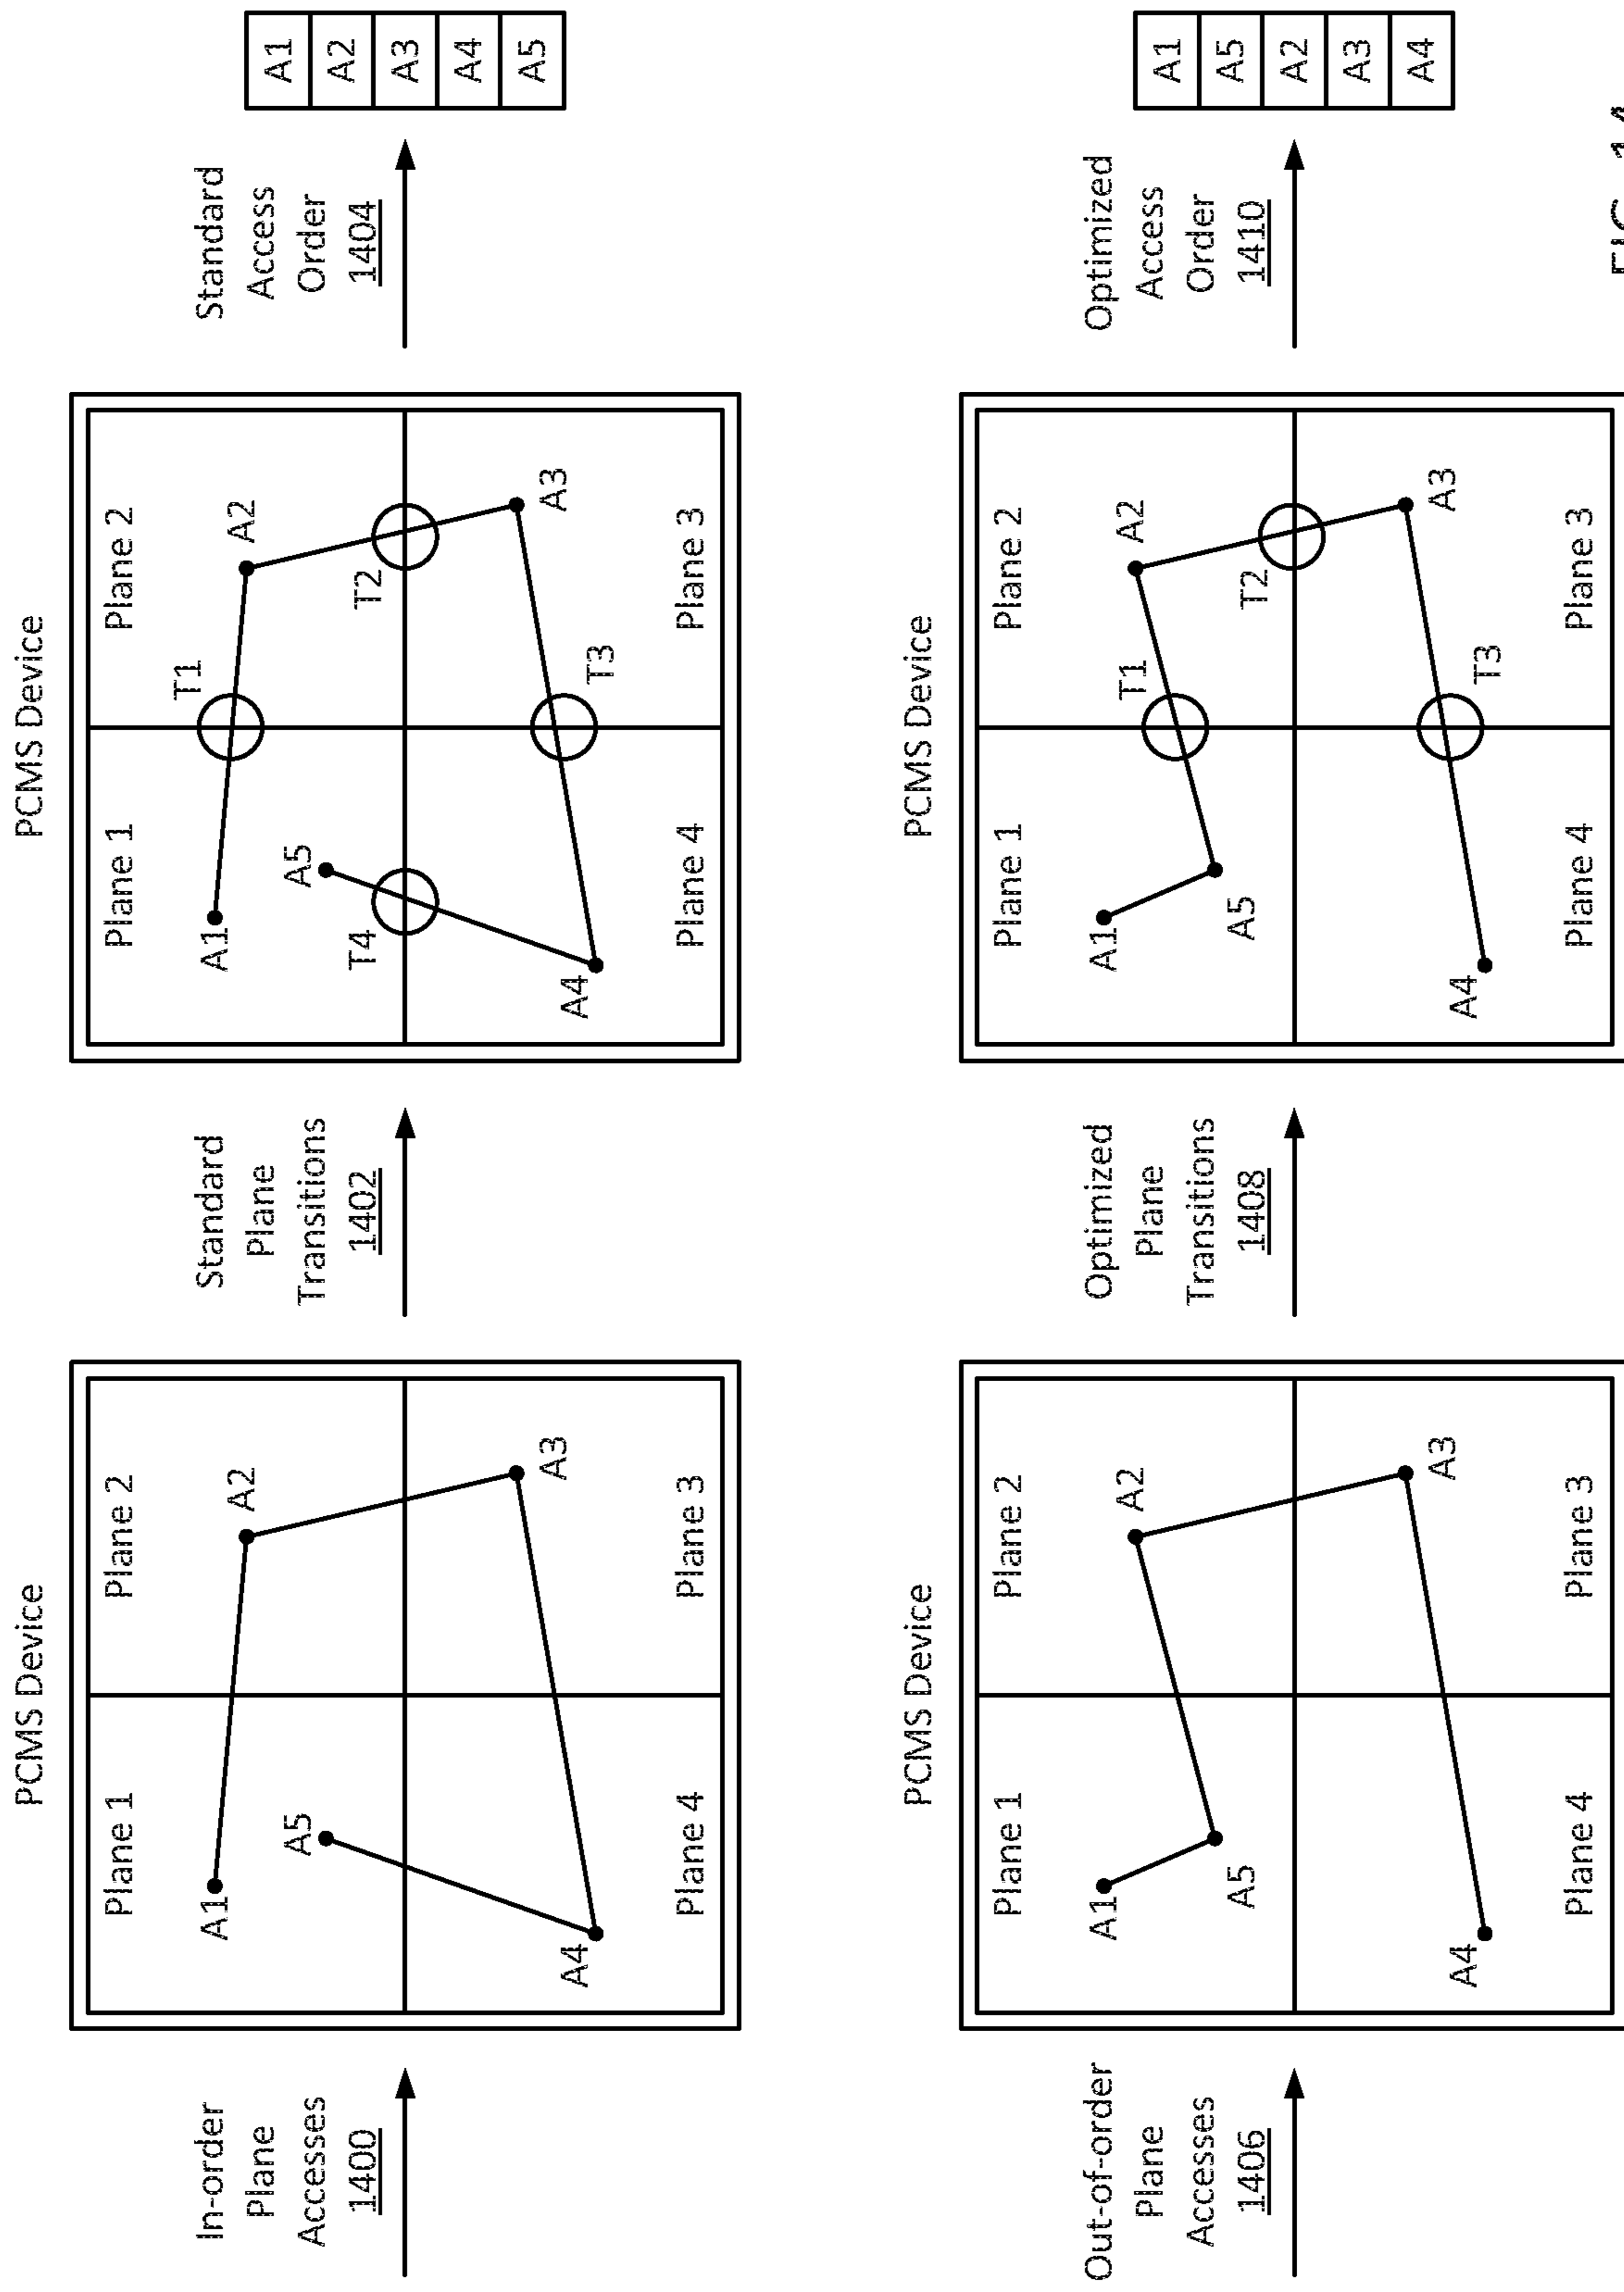 In-order
Plane
Accesses
1400
PCMS Device
Plane 1
Plane 2
A1
A2
A5
A4
A3
Plane 4
Plane 3
Standard
Plane
Transitions
1402
PCMS Device
Plane 1
Plane 2
T1
A1
A2
A5
T4
T2
A4
A3
T3
Plane 4
Plane 3
Standard
Access
Order
1404
A1
A2
A3
A4
A5
Out-of-order
Plane
Accesses
1406
PCMS Device
Plane 1
Plane 2
A1
A2
A5
A4
A3
Plane 4
Plane 3
Optimized
Plane
Transitions
1408
PCMS Device
Plane 1
Plane 2
A1
T1
A2
A5
T2
A4
A3
T3
Plane 4
Plane 3
Optimized
Access
Order
1410
A1
A5
A2
A3
A4